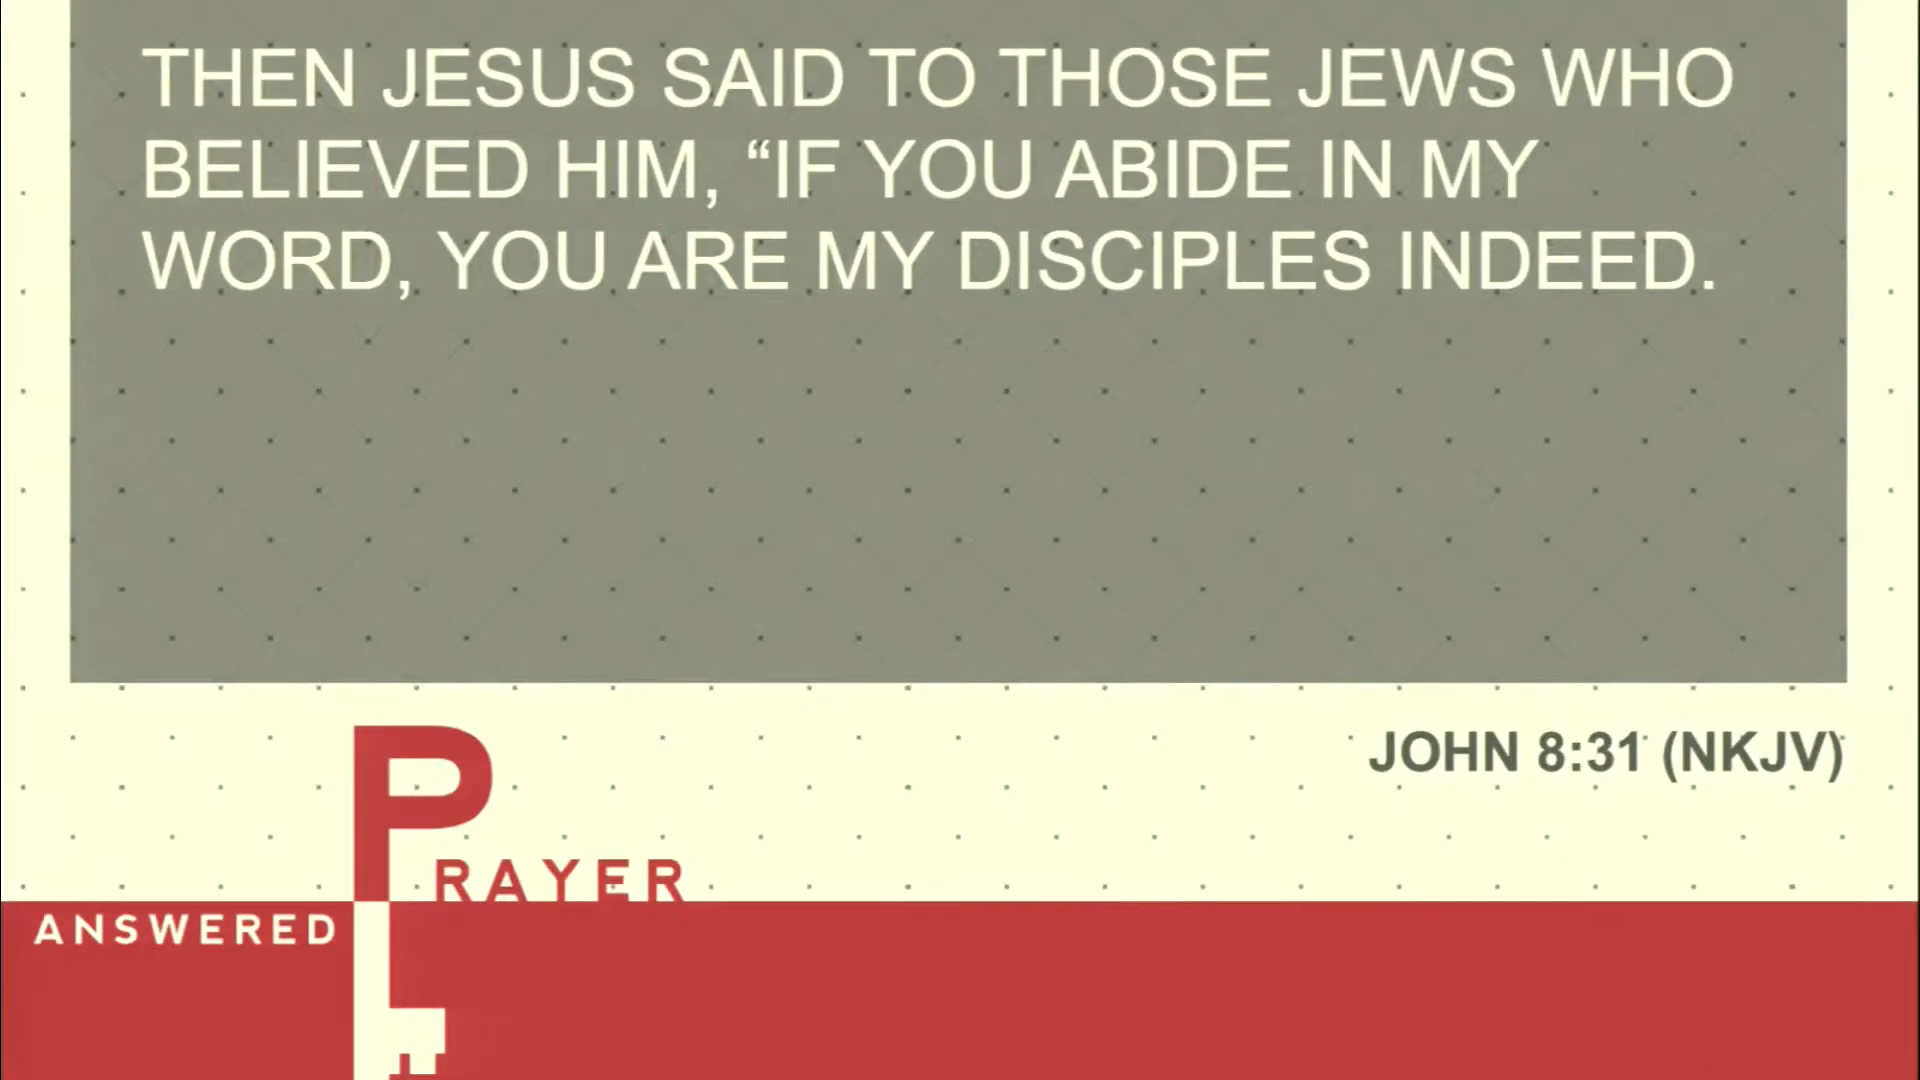 THEN JESUS SAID TO THOSE JEWS WHO
BELIEVED HIM, “IF YOU ABIDE IN MY
WORD, YOU ARE MY DISCIPLES INDEED.
JOHN 8:31 (NKJV)
PRAYER
ANSWERED